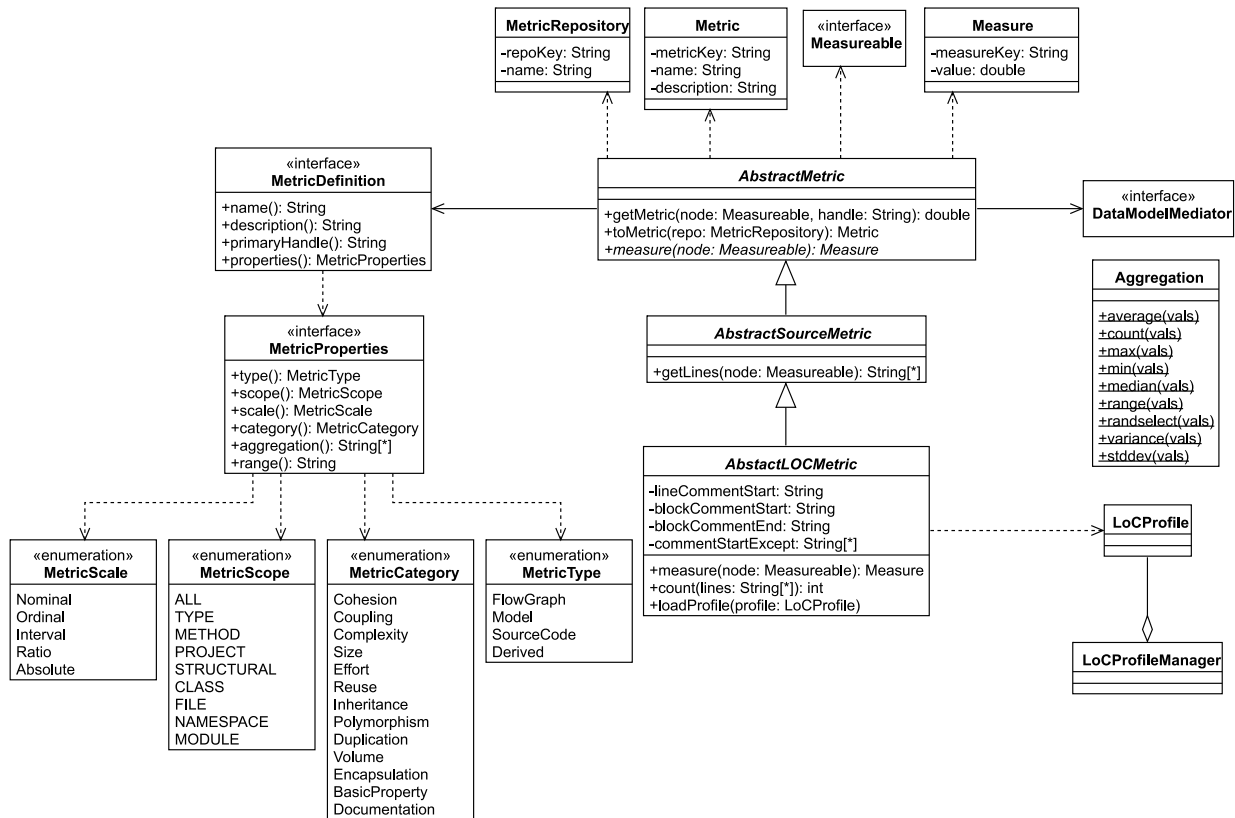 MetricRepository
-repoKey: String
-name: String
Metric
-metricKey: String
-name: String
-description: String
«interface»
Measureable
Measure
-measureKey: String
-value: double
«interface»
MetricDefinition
+name(): String
+description(): String
+primaryHandle(): String
+properties(): MetricProperties
AbstractMetric
+getMetric(node: Measureable, handle: String): double
+toMetric(repo: MetricRepository): Metric
+measure(node: Measureable): Measure
«interface»
DataModelMediator
«interface»
MetricProperties
+type(): MetricType
+scope(): MetricScope
+scale(): MetricScale
+category(): MetricCategory
+aggregation(): String[*]
+range(): String
AbstractSourceMetric
+getLines(node: Measureable): String[*]
Aggregation
+average(vals)
+count(vals)
+max(vals)
+min(vals)
+median(vals)
+range(vals)
+randselect(vals)
+variance(vals)
+stddev(vals)
AbstactLOCMetric
-lineCommentStart: String
-blockCommentStart: String
-blockCommentEnd: String
-commentStartExcept: String[*]
+measure(node: Measureable): Measure
+count(lines: String[*]): int
+loadProfile(profile: LoCProfile)
LoCProfile
LoCProfileManager
«enumeration»
MetricScale
Nominal
Ordinal
Interval
Ratio
Absolute
«enumeration»
MetricScope
ALL
TYPE
METHOD
PROJECT
STRUCTURAL
CLASS
FILE
NAMESPACE
MODULE
«enumeration»
MetricCategory
Cohesion
Coupling
Complexity
Size
Effort
Reuse
Inheritance
Polymorphism
Duplication
Volume
Encapsulation
BasicProperty
Documentation
«enumeration»
MetricType
FlowGraph
Model
SourceCode
Derived